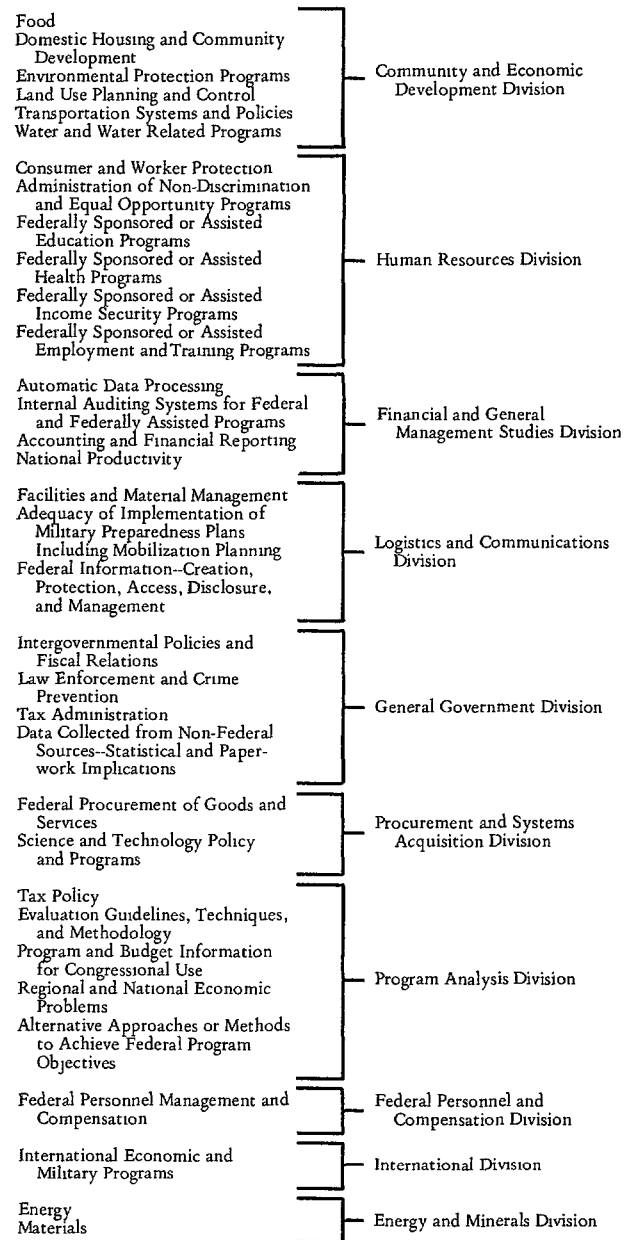 Food
Domestic Housing and Community
Development
Environmental Protection Programs
Land Use Planning and Control
Transportation Systems and Policies
Water and Water Related Programs
Community and Economic
Development Division
Consumer and Worker Protection
Administration of Non-Discrimination
and Equal Opportunity Programs
Federally Sponsored or Assisted
Education Programs
Federally Sponsored or Assisted
Health Programs
Federally Sponsored or Assisted
Income Security Programs
Federally Sponsored or Assisted
Employment and Training Programs
Human Resources Division
Automatic Data Processing
Internal Auditing Systems for Federal
and Federally Assisted Programs
Accounting and Financial Reporting
National Productivity
Financial and General
Management Studies Division
Facilities and Material Management
Adequacy of Implementation of
Military Preparedness Plans
Including Mobilization Planning
Federal Information--Creation,
Protection, Access, Disclosure,
and Management
Logistics and Communications
Division
Intergovernmental Policies and
Fiscal Relations
Law Enforcement and Crime
Prevention
Tax Administration
Data Collected from Non-Federal
Sources--Statistical and Paper-
work Implications
General Government Division
Federal Procurement of Goods and
Services
Science and Technology Policy
and Programs
Procurement and Systems
Acquisition Division
Tax Policy
Evaluation Guidelines, Techniques,
and Methodology
Program and Budget Information
for Congressional Use
Regional and National Economic
Problems
Alternative Approaches or Methods
to Achieve Federal Program
Objectives
Program Analysis Division
Federal Personnel Management and
Compensation
Federal Personnel and
Compensation Division
International Economic and
Military Programs
International Division
Energy
Materials
Energy and Minerals Division